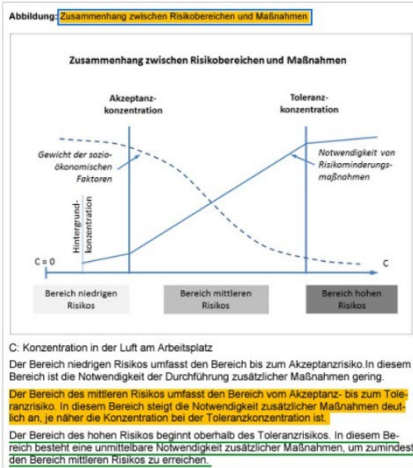 Abbildung: Zusammenhang zwischen Risikobereichen und Maßnahmen
Zusammenhang zwischen Risikobereichen und Maßnahmen
Akzeptanz-
konzentration
Toleranz-
konzentration
Gewicht der sozio-
ökonomischen
Faktoren
Notwendigkeit von
Risikominderungs-
maßnahmen
Hintergrund-
konzentration
C = 0
C
Bereich niedrigen
Risikos
Bereich mittleren
Risikos
Bereich hohen
Risikos
C: Konzentration in der Luft am Arbeitsplatz
Der Bereich niedrigen Risikos umfasst den Bereich bis zum Akzeptanzrisiko.In diesem
Bereich ist die Notwendigkeit der Durchführung zusätzlicher Maßnahmen gering.
Der Bereich des mittleren Risikos umfasst den Bereich vom Akzeptanz- bis zum Tole-
ranzrisiko. In diesem Bereich steigt die Notwendigkeit zusätzlicher Maßnahmen deut-
lich an, je näher die Konzentration bei der Toleranzkonzentration ist.
Der Bereich des hohen Risikos beginnt oberhalb des Toleranzrisikos. In diesem Be-
reich besteht eine unmittelbare Notwendigkeit zusätzlicher Maßnahmen, um zumindest
den Bereich mittleren Risikos zu erreichen.